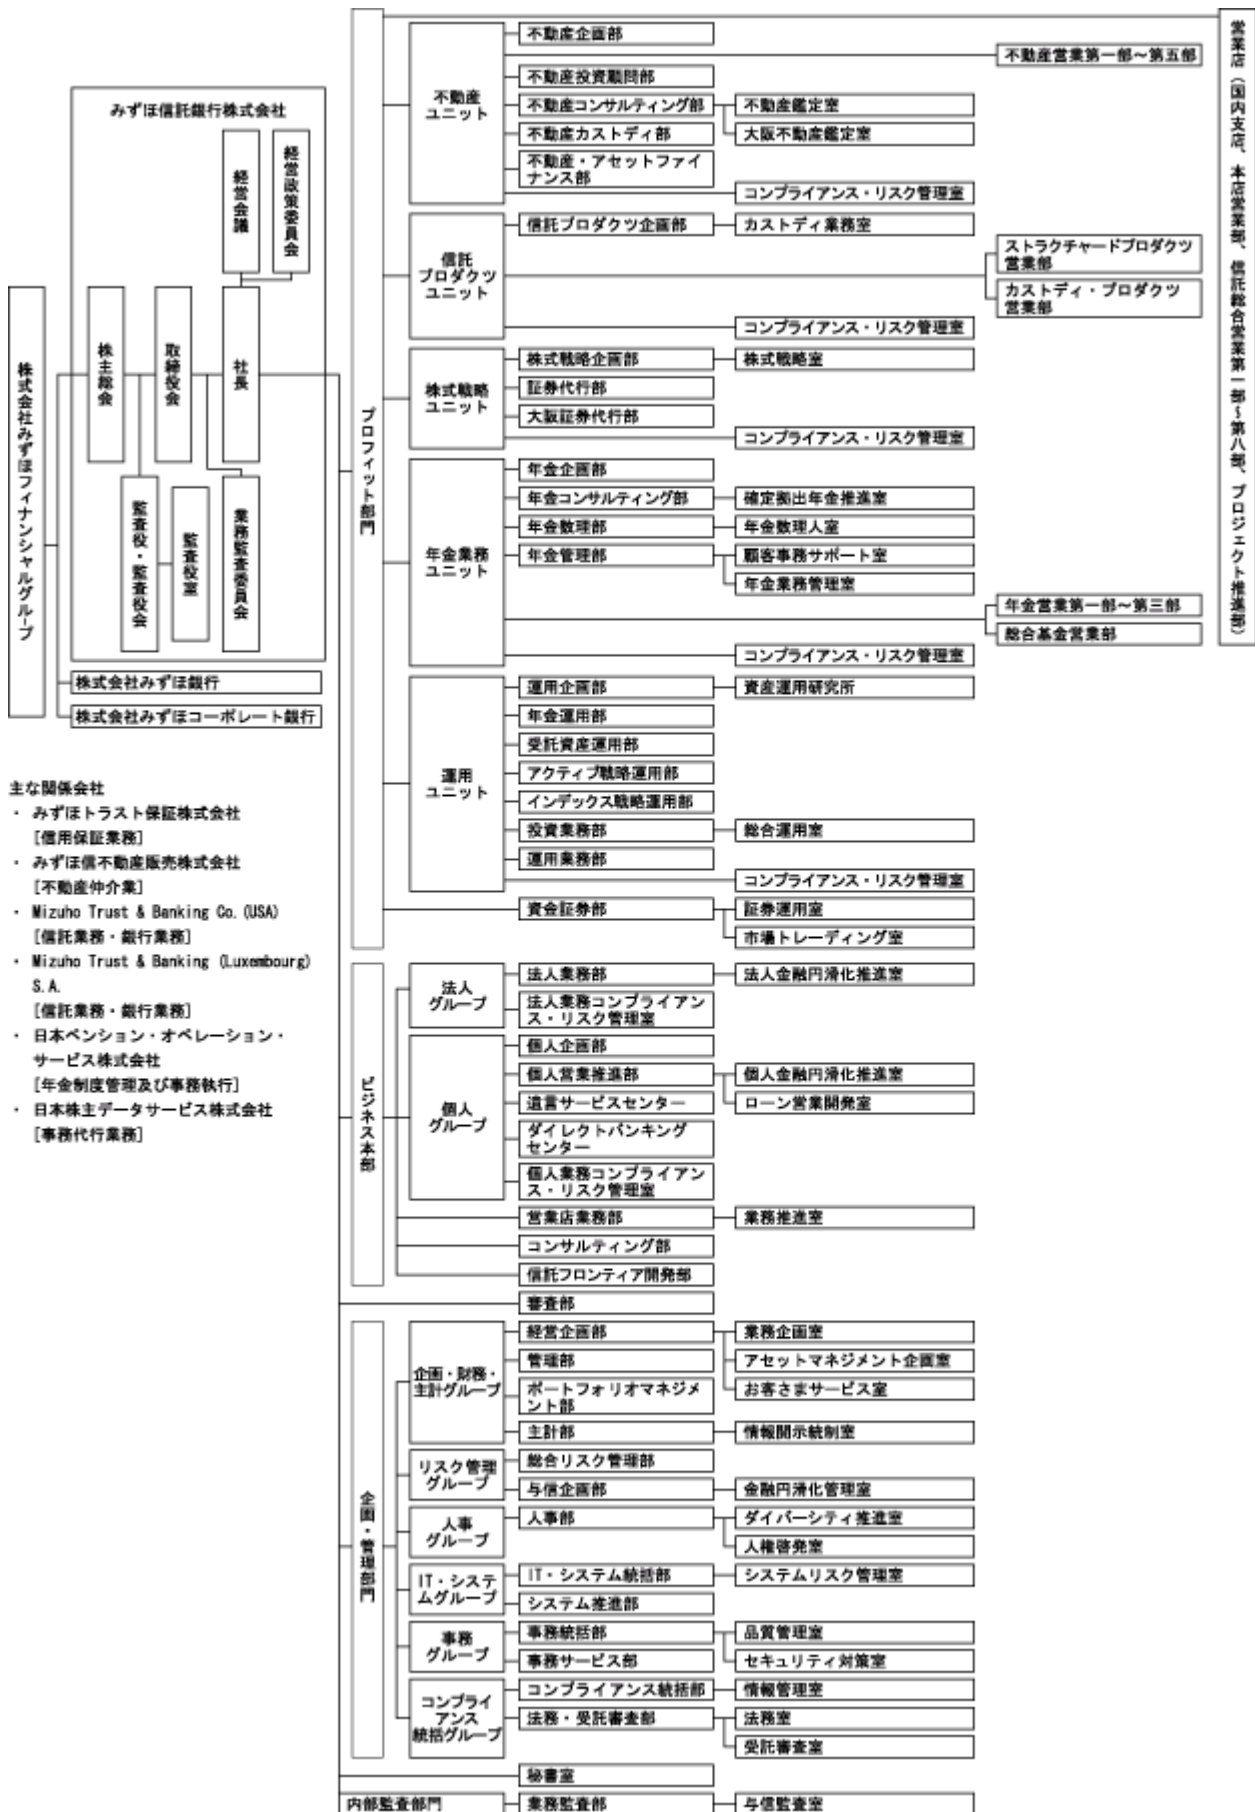 みずほ信託銀行株式会社
経営会議
経営政策委員会
株主総会
取締役会
社長
監査役・監査役会
監査役室
業務監査委員会
株式会社みずほフィナンシャルグループ
株式会社みずほ銀行
株式会社みずほコーポレート銀行
主な関係会社
・ みずほトラスト保証株式会社
[信用保証業務]
・ みずほ信不動産販売株式会社
[不動産仲介業]
・ Mizuho Trust & Banking Co. (USA)
[信託業務・銀行業務]
・ Mizuho Trust & Banking (Luxembourg)
S. A.
[信託業務・銀行業務]
・ 日本ペンション・オペレーション・
サービス株式会社
[年金制度管理及び事務執行]
・ 日本株主データサービス株式会社
[事務代行業務]
プロフィット部門
不動産
ユニット
不動産企画部
不動産営業第一部～第五部
不動産投資顧問部
不動産コンサルティング部
不動産鑑定室
不動産カストディ部
大阪不動産鑑定室
不動産・アセットファイ
ナンス部
コンプライアンス・リスク管理室
信託
プロダクツ
ユニット
信託プロダクツ企画部
カストディ業務室
ストラクチャードプロダクツ
営業部
カストディ・プロダクツ
営業部
コンプライアンス・リスク管理室
株式戦略
ユニット
株式戦略企画部
株式戦略室
証券代行部
大阪証券代行部
コンプライアンス・リスク管理室
年金業務
ユニット
年金企画部
年金コンサルティング部
確定拠出年金推進室
年金数理部
年金数理人室
年金管理部
顧客事務サポート室
年金業務管理室
年金営業第一部～第三部
総合基金営業部
コンプライアンス・リスク管理室
運用
ユニット
運用企画部
資産運用研究所
年金運用部
受託資産運用部
アクティブ戦略運用部
インデックス戦略運用部
投資業務部
総合運用室
運用業務部
コンプライアンス・リスク管理室
資金証券部
証券運用室
市場トレーディング室
営業店（国内支店、本店営業部、信託総合営業第一部～第八部、プロジェクト推進部）
ビジネス本部
法人
グループ
法人業務部
法人金融円滑化推進室
法人業務コンプライアン
ス・リスク管理室
個人
グループ
個人企画部
個人営業推進部
個人金融円滑化推進室
遺言サービスセンター
ローン営業開発室
ダイレクトバンキング
センター
個人業務コンプライアン
ス・リスク管理室
営業店業務部
業務推進室
コンサルティング部
信託フロンティア開発部
審査部
企画・管理部門
企画・財務・
主計グループ
経営企画部
業務企画室
管理部
アセットマネジメント企画室
ポートフォリオマネジメ
ント部
お客さまサービス室
主計部
情報開示統制室
リスク管理
グループ
総合リスク管理部
与信企画部
金融円滑化管理室
人事
グループ
人事部
ダイバーシティ推進室
人権啓発室
IT・システ
ムグループ
IT・システム統括部
システムリスク管理室
システム推進部
事務
グループ
事務統括部
品質管理室
事務サービス部
セキュリティ対策室
コンプライ
アンス
統括グループ
コンプライアンス統括部
情報管理室
法務・受託審査部
法務室
受託審査室
秘書室
内部監査部門
業務監査部
与信監査室